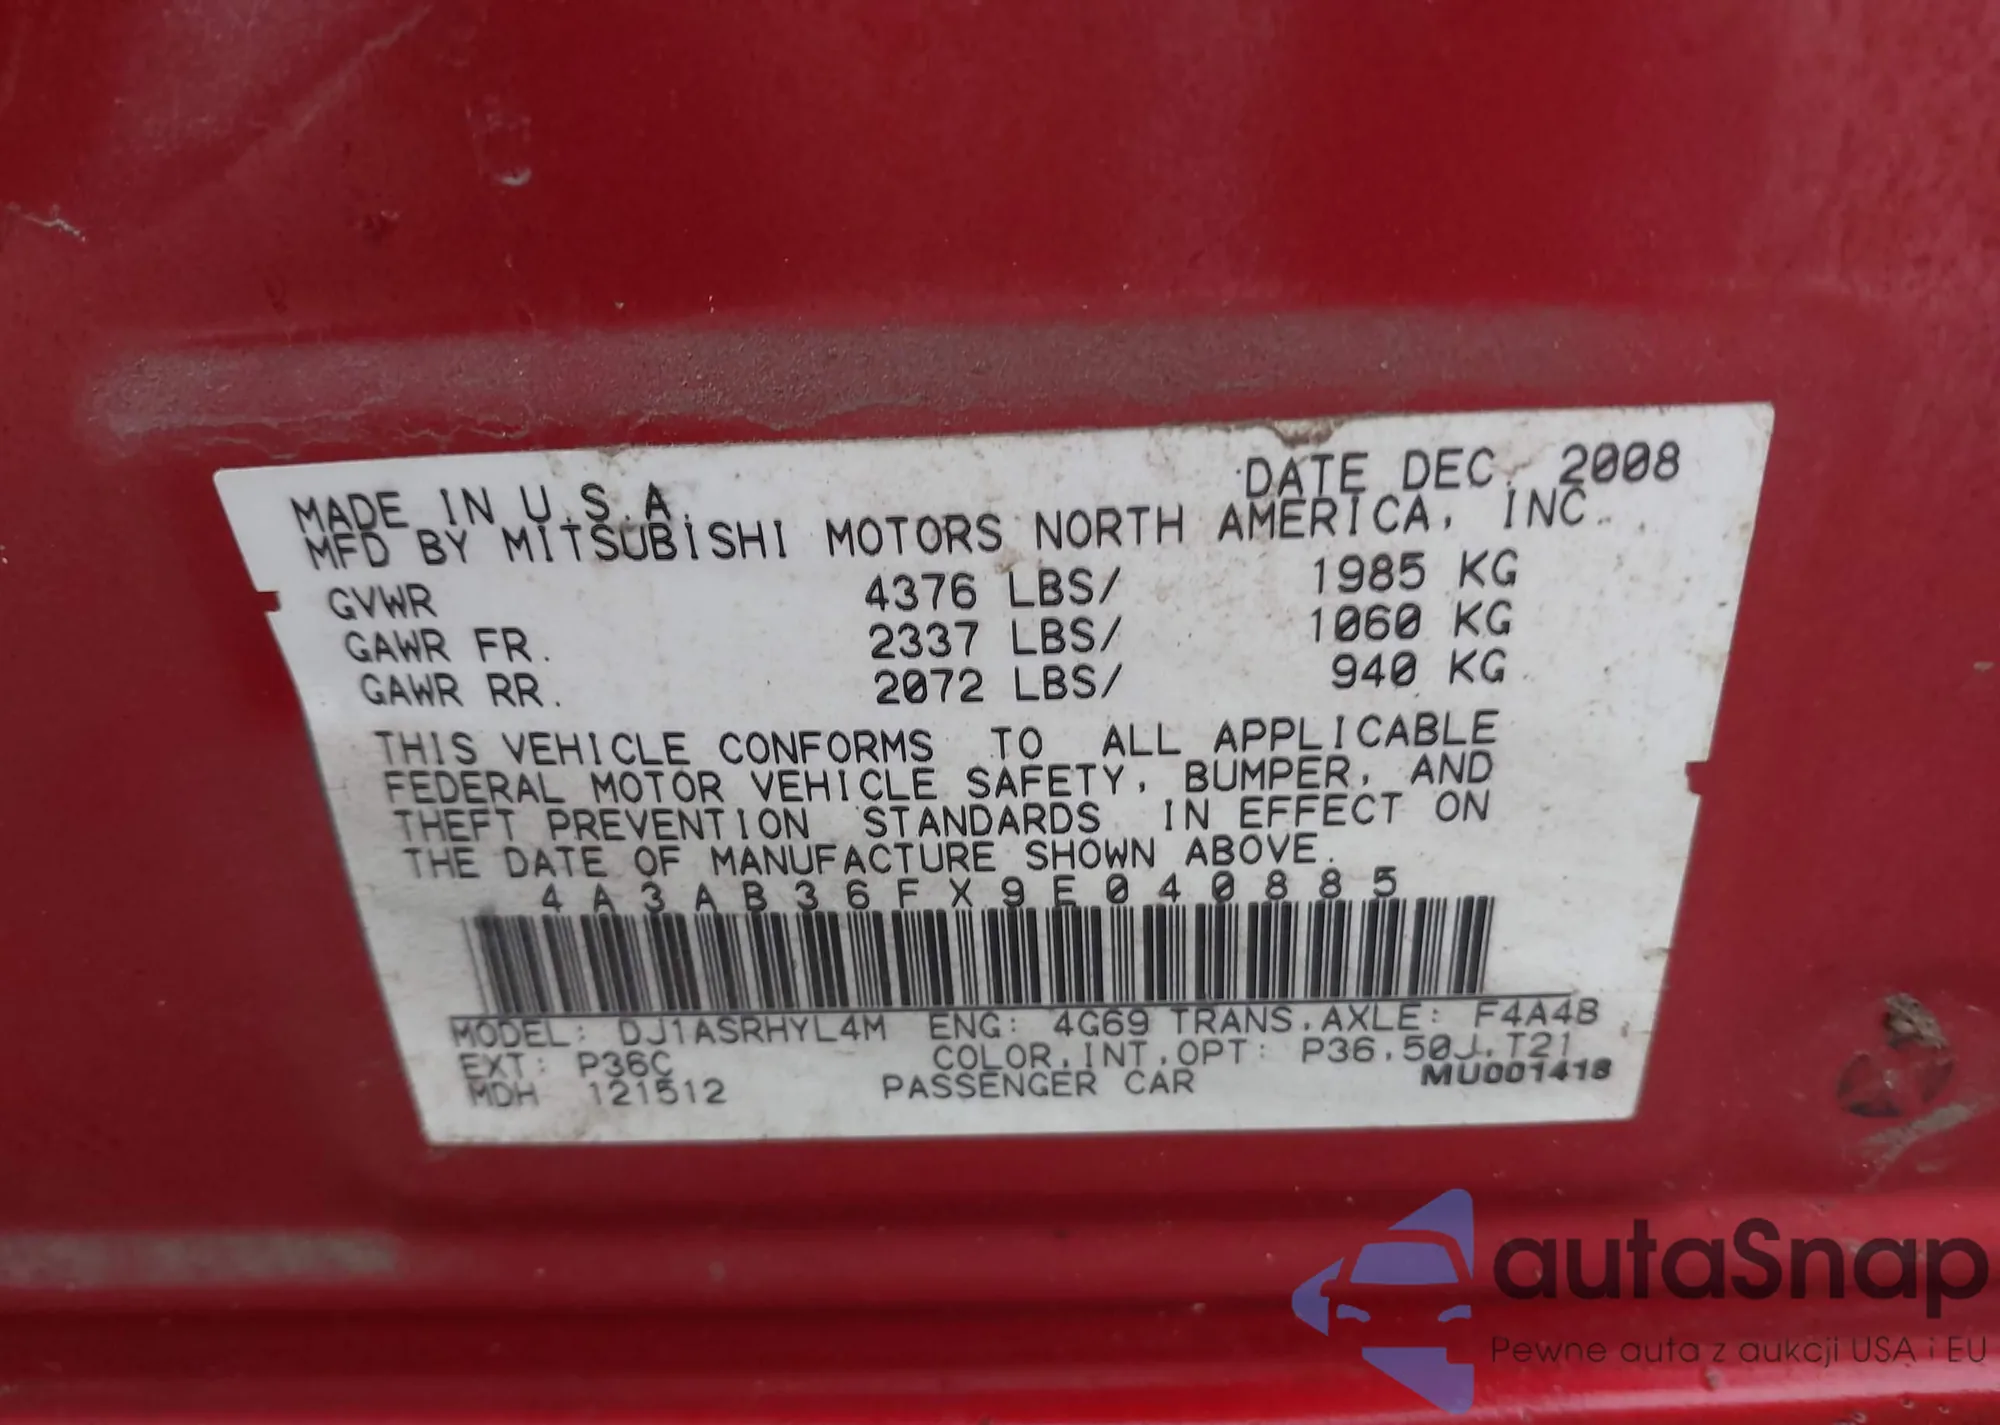 MADE IN U.S.A. DATE DEC. 2008
MFD BY MITSUBISHI MOTORS NORTH AMERICA, INC.
GVWR 4376 LBS/ 1985 KG
GAWR FR. 2337 LBS/ 1060 KG
GAWR RR. 2072 LBS/ 940 KG
THIS VEHICLE CONFORMS TO ALL APPLICABLE
FEDERAL MOTOR VEHICLE SAFETY, BUMPER, AND
THEFT PREVENTION STANDARDS IN EFFECT ON
THE DATE OF MANUFACTURE SHOWN ABOVE.
4A3AB36FX9E040885
MODEL: DJ1ASRHYL4M ENG: 4G69 TRANS.AXLE: F4A4B
EXT: P36C COLOR.INT.OPT: P36.50J.T21
MDH 121512 PASSENGER CAR MU001418
autaSnap
Pewne auta z aukcji USA i EU